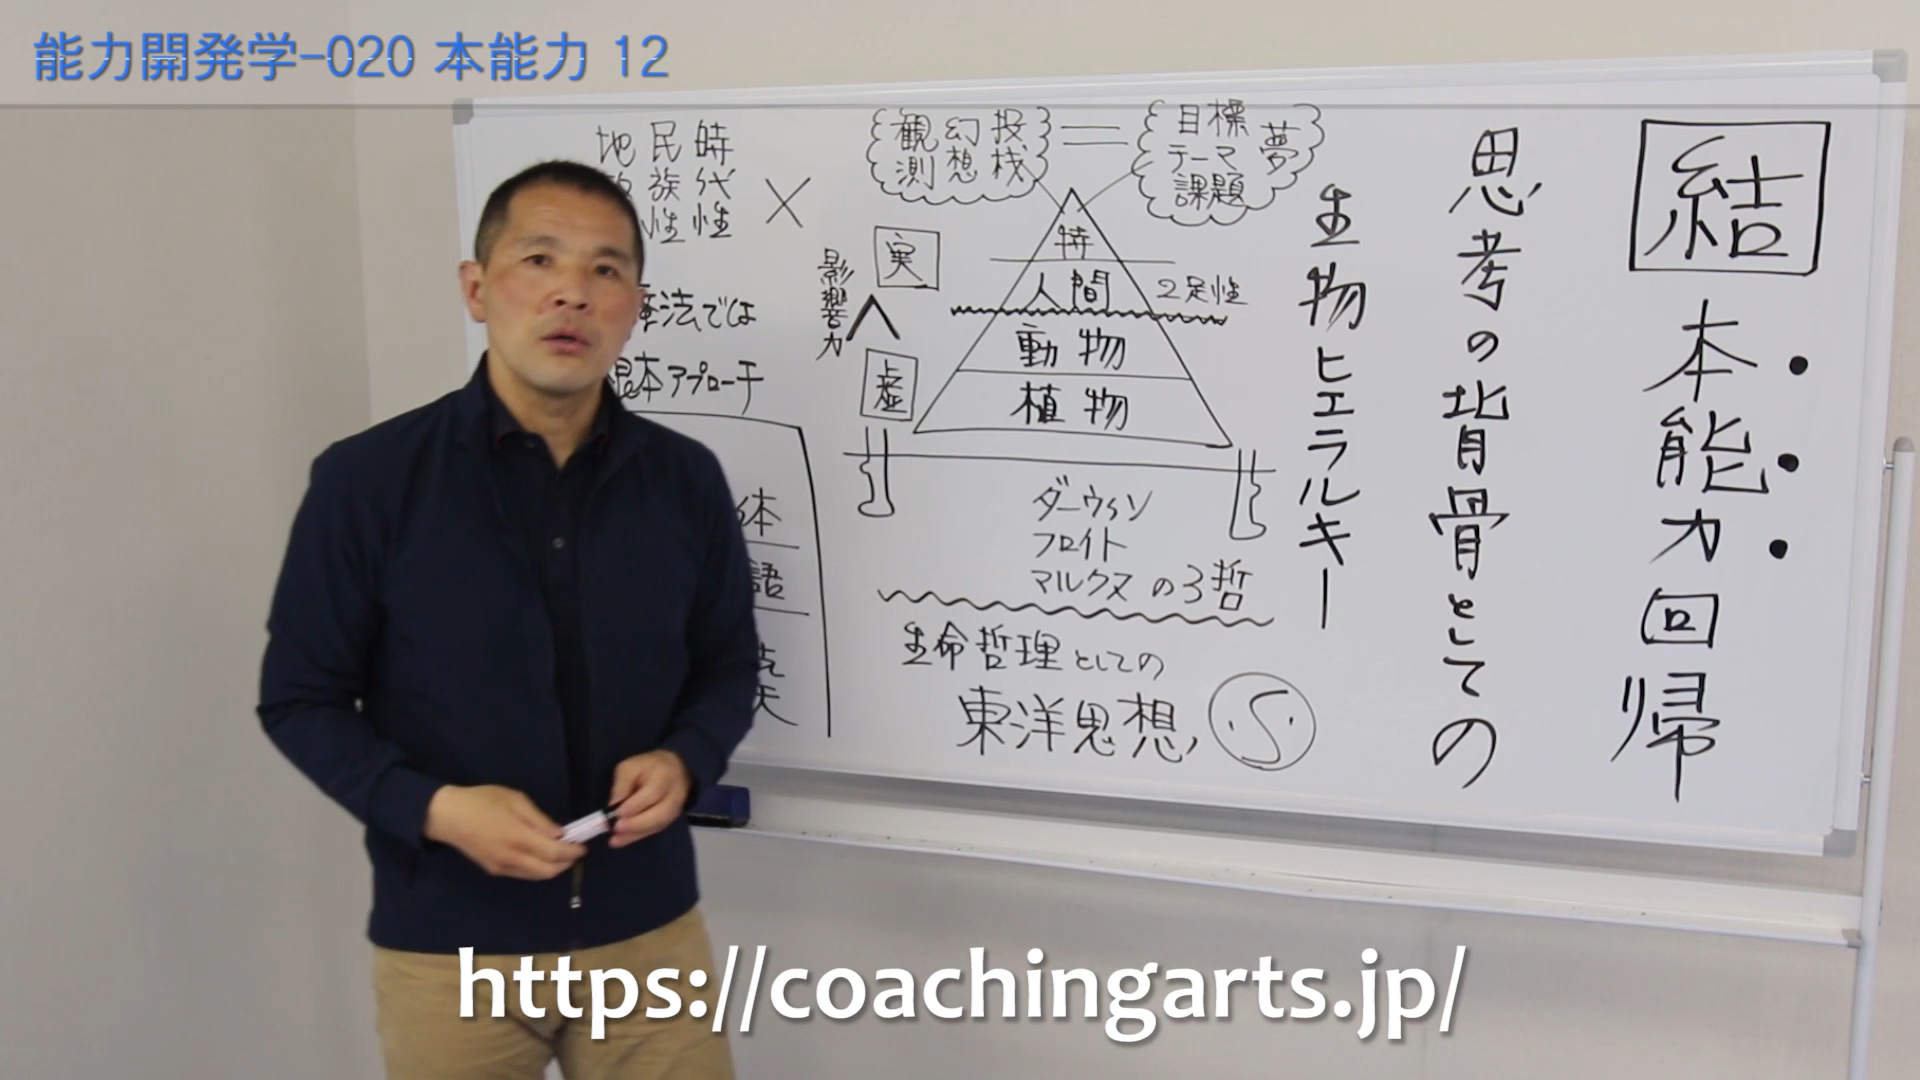 能力開発学-020 本能力 12
結
本能力回帰
思考の背骨としての
生物ヒエラルキー
目標
テーマ
課題
夢
=
観測
幻想
投桟
特
人間
2足性
動物
植物
実
虚
影響力
ダーウィン
フロイト
マルクスの3哲
生命哲理としての
東洋思想
S
時代性
民族性
地
×
法では
根本アプローチ
体
語
https://coachingarts.jp/